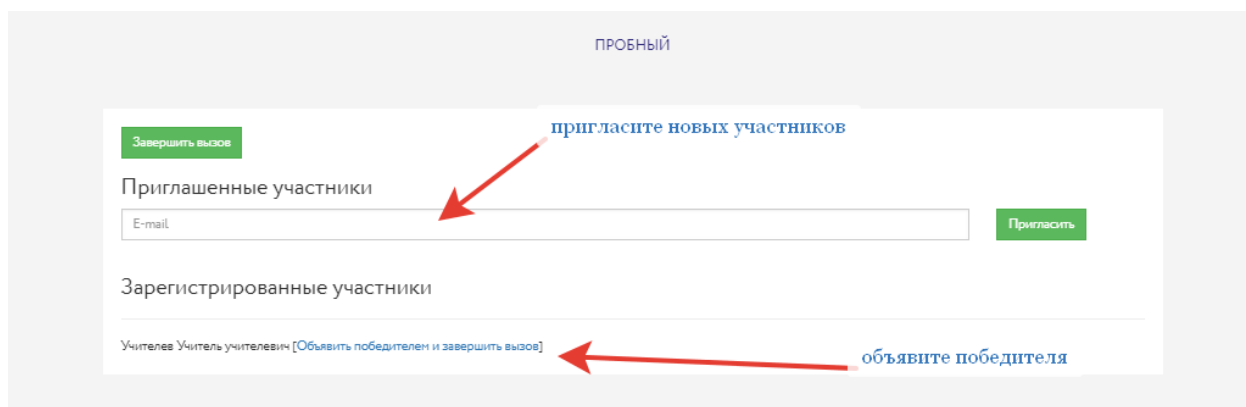 ПРОБНЫЙ
пригласите новых участников
Завершить вызов
Приглашенные участники
E-mail
Пригласить
Зарегистрированные участники
Учителев Учитель учителевич [Объявить победителем и завершить вызов]
объявите победителя